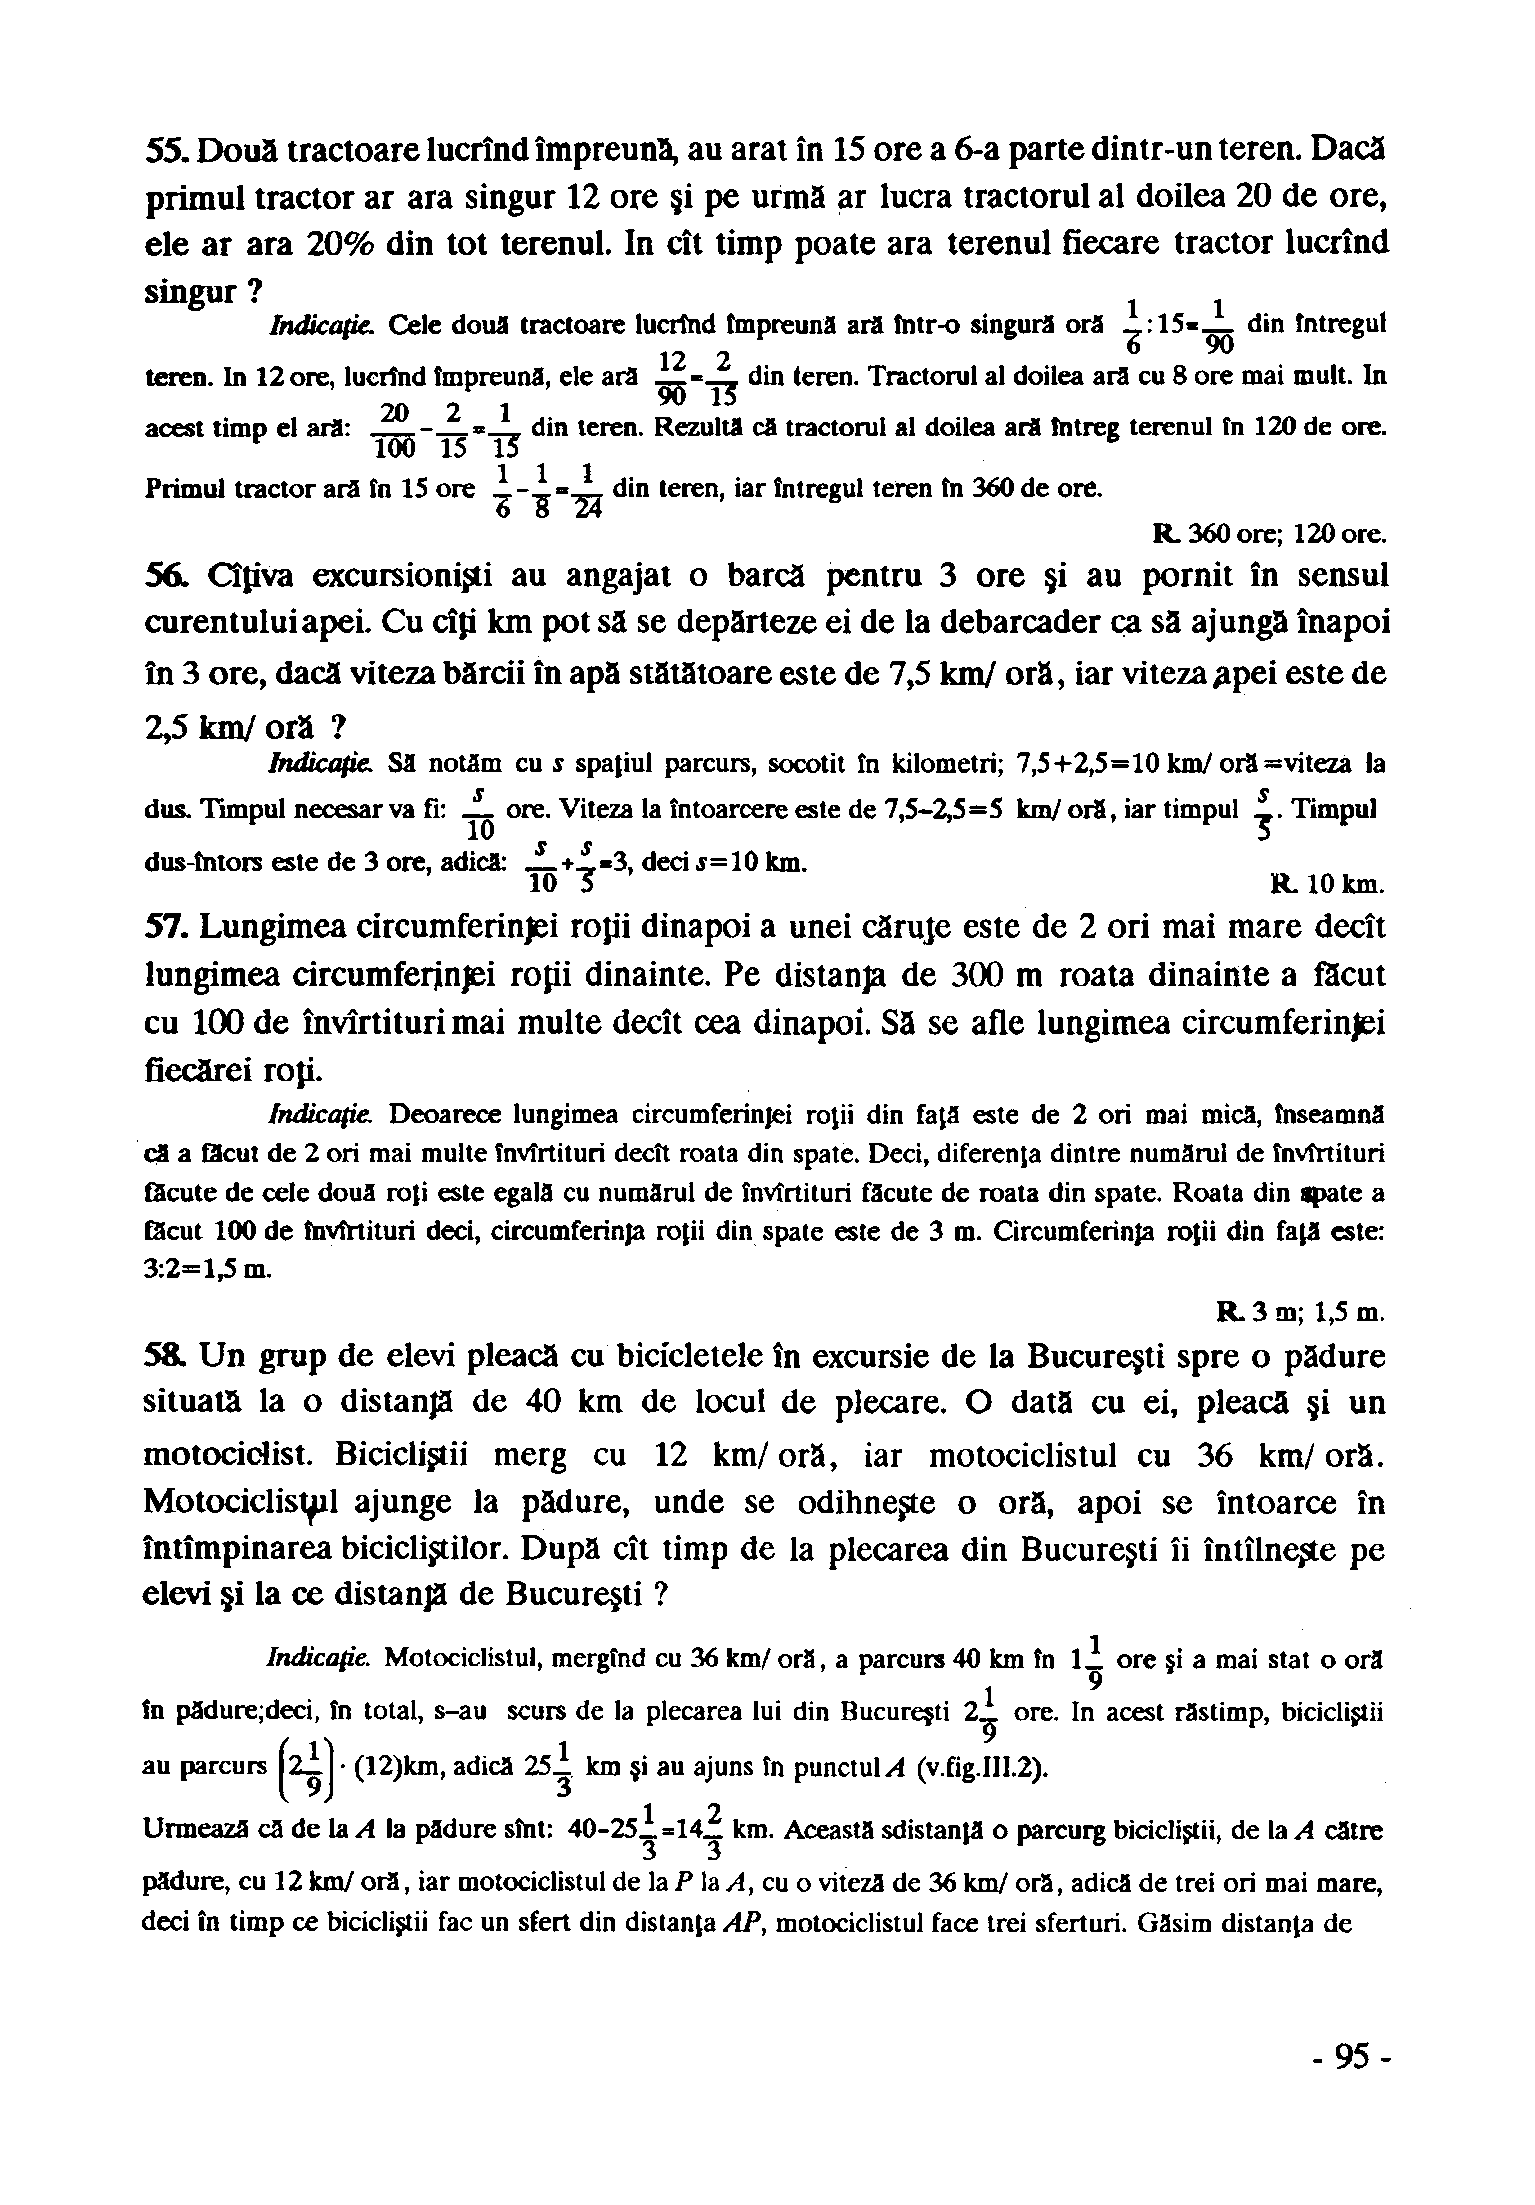 55. Două tractoare lucrînd împreună, au arat în 15 ore a 6-a parte dintr-un teren. Dacă
primul tractor ar ara singur 12 ore şi pe urmă ar lucra tractorul al doilea 20 de ore,
ele ar ara 20% din tot terenul. In cît timp poate ara terenul fiecare tractor lucrînd
singur ?
Indicaţie. Cele două tractoare lucrînd împreună ară într-o singură oră 1/6:15=1/90 din întregul
teren. In 12 ore, lucrînd împreună, ele ară 12/90=2/15 din teren. Tractorul al doilea ară cu 8 ore mai mult. In
acest timp el ară: 20/100-2/15=1/15 din teren. Rezultă că tractorul al doilea ară întreg terenul în 120 de ore.
Primul tractor ară în 15 ore 1/6-1/8=1/24 din teren, iar întregul teren în 360 de ore.
R. 360 ore; 120 ore.
56. Cîţiva excursionişti au angajat o barcă pentru 3 ore şi au pornit în sensul
curentului apei. Cu cîţi km pot să se depărteze ei de la debarcader ca să ajungă înapoi
în 3 ore, dacă viteza bărcii în apă stătătoare este de 7,5 km/ oră, iar viteza apei este de
2,5 km/ oră ?
Indicaţie. Să notăm cu s spaţiul parcurs, socotit în kilometri; 7,5+2,5=10 km/ oră=viteza la
dus. Timpul necesar va fi: s/10 ore. Viteza la întoarcere este de 7,5-2,5=5 km/ oră, iar timpul s/5. Timpul
dus-întors este de 3 ore, adică: s/10+s/5=3, deci s=10 km.
R. 10 km.
57. Lungimea circumferinţei roţii dinapoi a unei căruţe este de 2 ori mai mare decît
lungimea circumferinţei roţii dinainte. Pe distanţa de 300 m roata dinainte a făcut
cu 100 de învîrtituri mai multe decît cea dinapoi. Să se afle lungimea circumferinţei
fiecărei roţi.
Indicaţie. Deoarece lungimea circumferinţei roţii din faţă este de 2 ori mai mică, înseamnă
că a făcut de 2 ori mai multe învîrtituri decît roata din spate. Deci, diferenţa dintre numărul de învîrtituri
făcute de cele două roţi este egală cu numărul de învîrtituri făcute de roata din spate. Roata din spate a
făcut 100 de învîrtituri deci, circumferinţa roţii din spate este de 3 m. Circumferinţa roţii din faţă este:
3:2=1,5 m.
R. 3 m; 1,5 m.
58. Un grup de elevi pleacă cu bicicletele în excursie de la Bucureşti spre o pădure
situată la o distanţă de 40 km de locul de plecare. O dată cu ei, pleacă şi un
motociclist. Bicicliştii merg cu 12 km/ oră, iar motociclistul cu 36 km/ oră.
Motociclistul ajunge la pădure, unde se odihneşte o oră, apoi se întoarce în
întîmpinarea bicicliştilor. După cît timp de la plecarea din Bucureşti îi întîlneşte pe
elevi şi la ce distanţă de Bucureşti ?
Indicaţie. Motociclistul, mergînd cu 36 km/ oră, a parcurs 40 km în 1 1/9 ore şi a mai stat o oră
în pădure;deci, în total, s-au scurs de la plecarea lui din Bucureşti 2 1/9 ore. In acest răstimp, bicicliştii
au parcurs (2 1/9) · (12)km, adică 25 1/3 km şi au ajuns în punctul A (v.fig.III.2).
Urmează că de la A la pădure sînt: 40-25 1/3=14 2/3 km. Această sdistanţă o parcurg bicicliştii, de la A către
pădure, cu 12 km/ oră, iar motociclistul de la P la A, cu o viteză de 36 km/ oră, adică de trei ori mai mare,
deci în timp ce bicicliştii fac un sfert din distanţa AP, motociclistul face trei sferturi. Găsim distanţa de
- 95 -